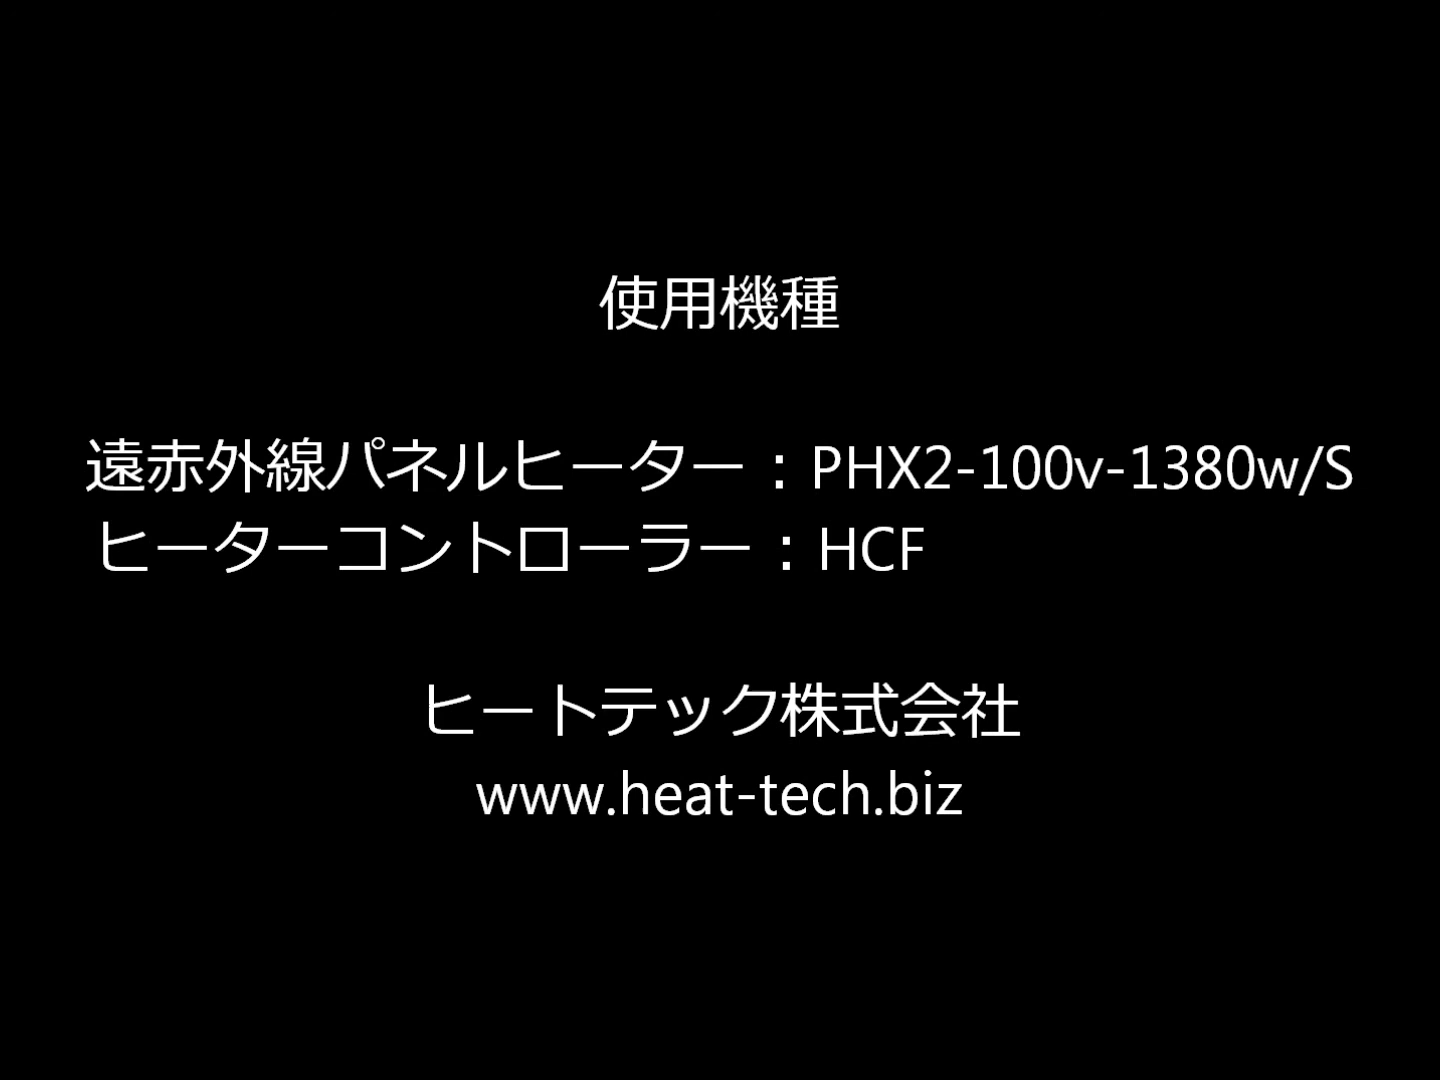 使用機種
遠赤外線パネルヒーター：PHX2-100v-1380w/S
ヒーターコントローラー：HCF
ヒートテック株式会社
www.heat-tech.biz